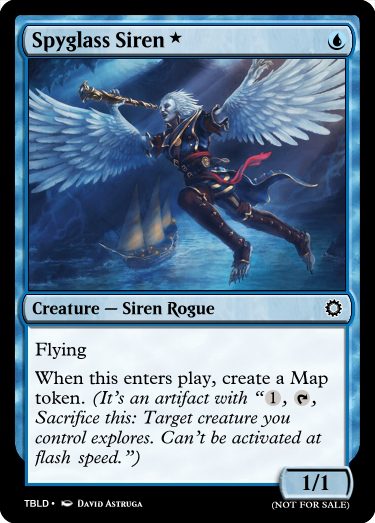 Spyglass Siren ★
Creature — Siren Rogue
Flying
When this enters play, create a Map
token. (It's an artifact with “1, T,
Sacrifice this: Target creature you
control explores. Can't be activated at
flash speed.”)
1/1
TBLD • David Astruga
(NOT FOR SALE)